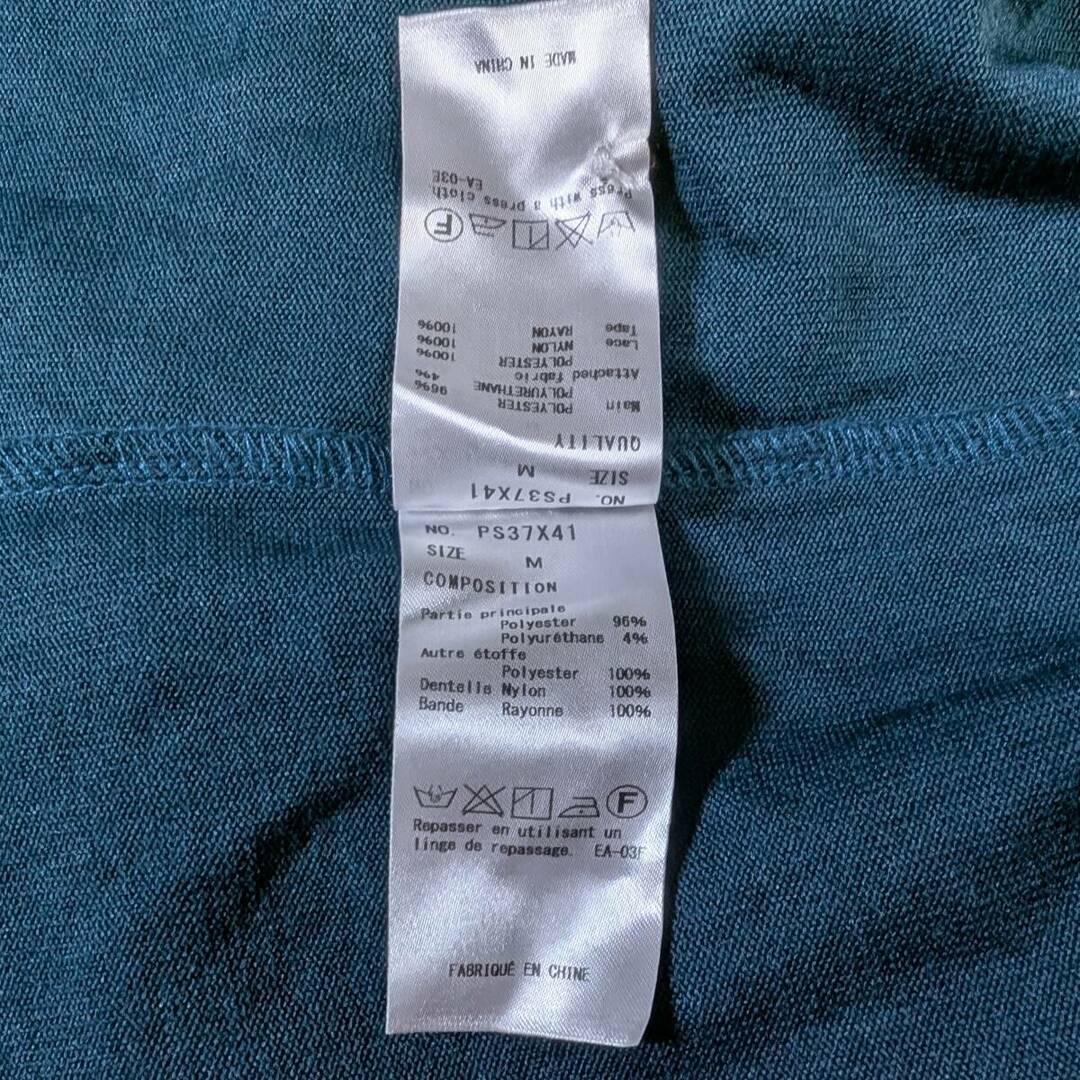 NO. PS37X41
SIZE M
QUALITY
Main POLYESTER 96%
POLYURETHANE 4%
Attached fabric
POLYESTER 100%
Lace NYLON 100%
Tape RAYON 100%
F
Press with a press cloth.
EA-03E
MADE IN CHINA
NO. PS37X41
SIZE M
COMPOSITION
Partie principale
Polyester 96%
Polyuréthane 4%
Autre étoffe
Polyester 100%
Dentelle Nylon 100%
Bande Rayonne 100%
F
Repasser en utilisant un
linge de repassage. EA-03F
FABRIQUÉ EN CHINE